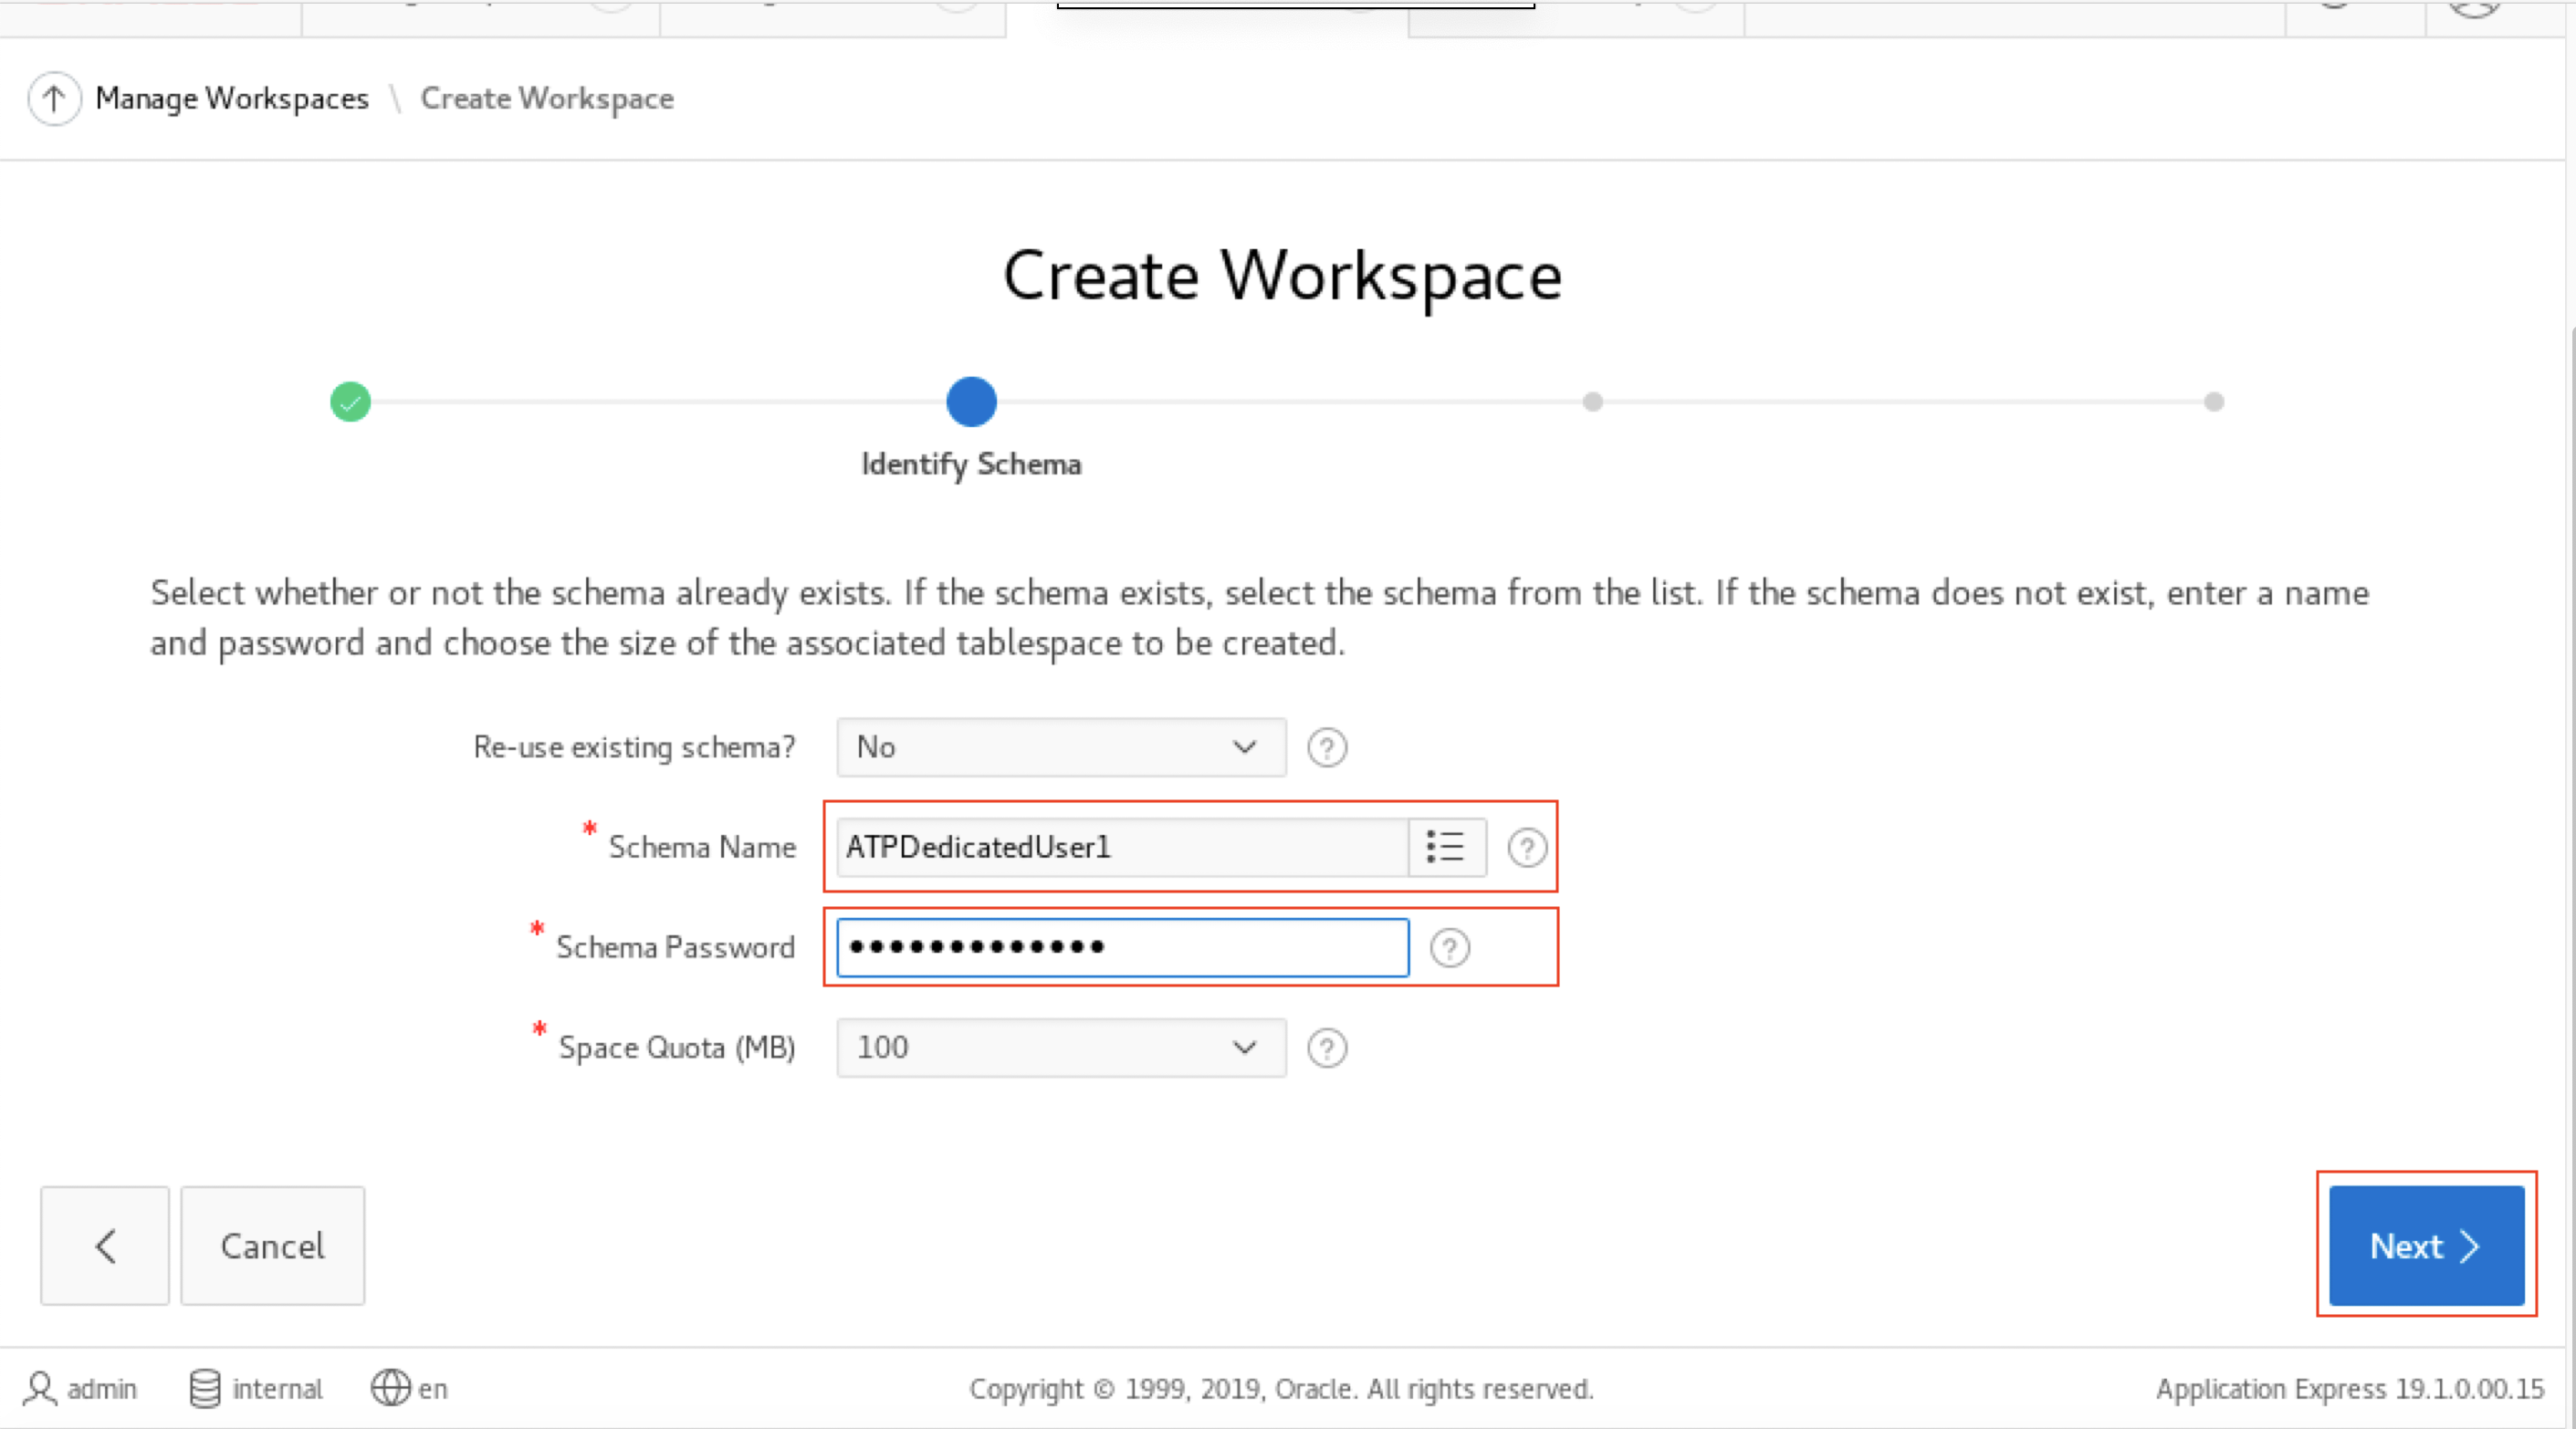 Manage Workspaces \ Create Workspace
Create Workspace
Identify Schema
Select whether or not the schema already exists. If the schema exists, select the schema from the list. If the schema does not exist, enter a name
and password and choose the size of the associated tablespace to be created.
Re-use existing schema? No
* Schema Name ATPDedicatedUser1
* Schema Password •••••••••••••
* Space Quota (MB) 100
Cancel
Next
admin internal en Copyright © 1999, 2019, Oracle. All rights reserved. Application Express 19.1.0.00.15